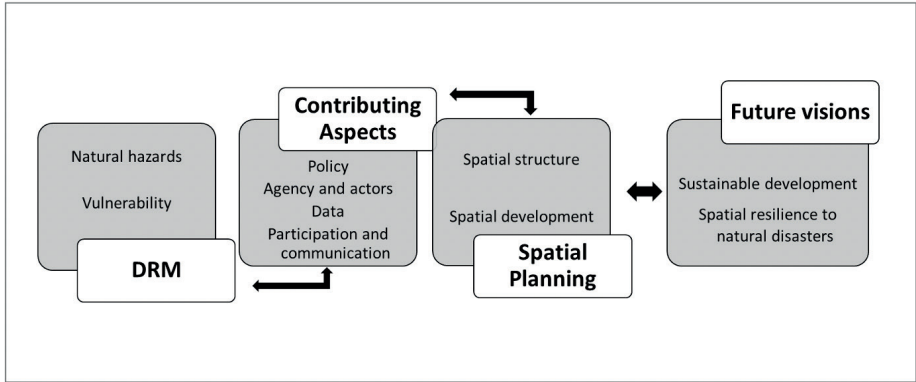 Natural hazards
Vulnerability
DRM
Contributing
Aspects
Policy
Agency and actors
Data
Participation and
communication
Spatial structure
Spatial development
Spatial
Planning
Future visions
Sustainable development
Spatial resilience to
natural disasters